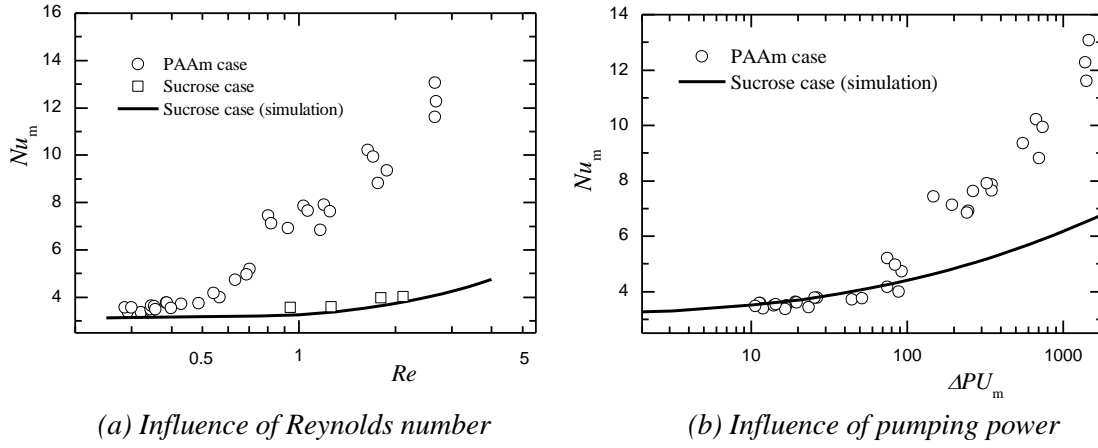 (a)
16
14
12
10
8
6
4
Nu_m
PAAm case
Sucrose case
Sucrose case (simulation)
0.5
1
5
Re
(a) Influence of Reynolds number
(b)
14
12
10
8
6
4
Nu_m
PAAm case
Sucrose case (simulation)
10
100
1000
ΔPU_m
(b) Influence of pumping power